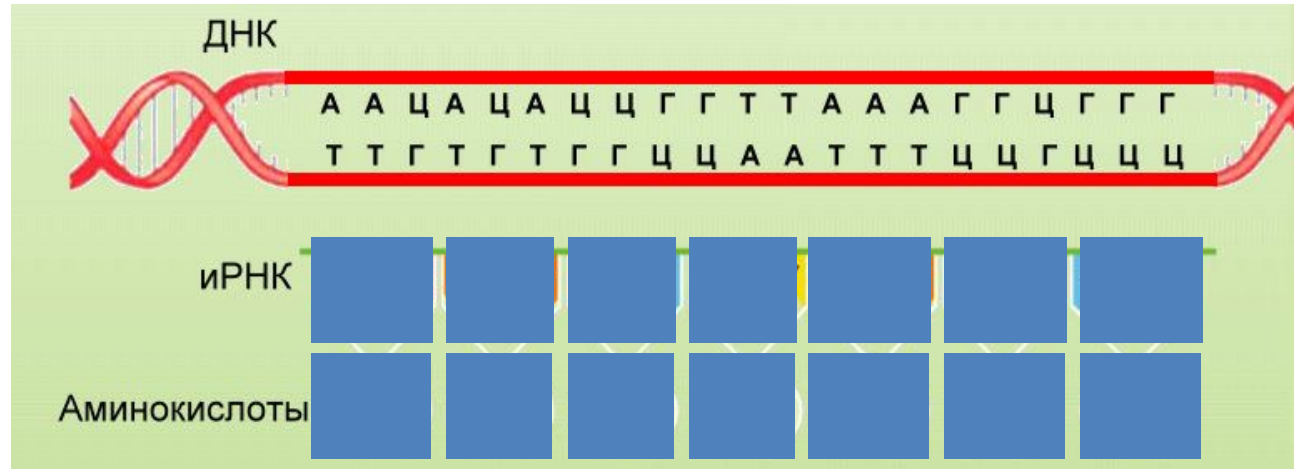 ДНК
А А Ц А Ц А Ц Ц Г Г Т Т А А А Г Г Ц Г Г Г
Т Т Г Т Г Т Г Г Ц Ц А А Т Т Т Ц Ц Г Ц Ц Ц
иРНК
Аминокислоты